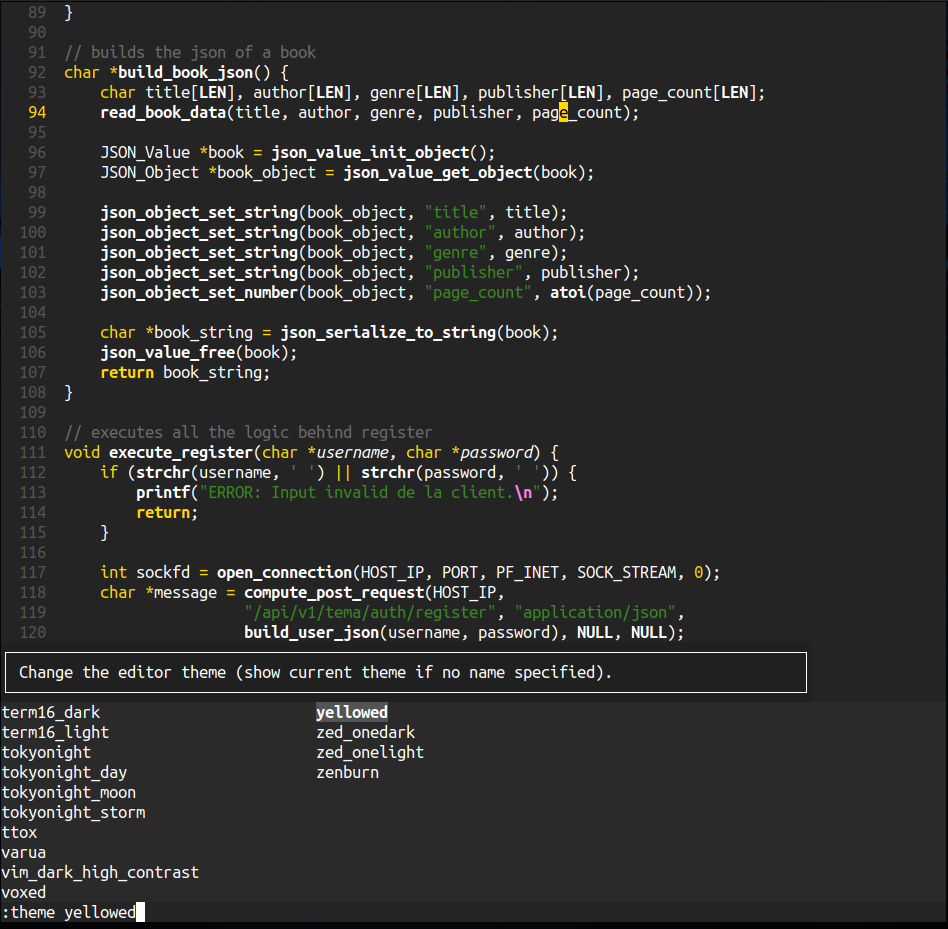 89 }
90
91 // builds the json of a book
92 char *build_book_json() {
93     char title[LEN], author[LEN], genre[LEN], publisher[LEN], page_count[LEN];
94     read_book_data(title, author, genre, publisher, page_count);
95
96     JSON_Value *book = json_value_init_object();
97     JSON_Object *book_object = json_value_get_object(book);
98
99     json_object_set_string(book_object, "title", title);
100     json_object_set_string(book_object, "author", author);
101     json_object_set_string(book_object, "genre", genre);
102     json_object_set_string(book_object, "publisher", publisher);
103     json_object_set_number(book_object, "page_count", atoi(page_count));
104
105     char *book_string = json_serialize_to_string(book);
106     json_value_free(book);
107     return book_string;
108 }
109
110 // executes all the logic behind register
111 void execute_register(char *username, char *password) {
112     if (strchr(username, ' ') || strchr(password, ' ')) {
113         printf("ERROR: Input invalid de la client.\n");
114         return;
115     }
116
117     int sockfd = open_connection(HOST_IP, PORT, PF_INET, SOCK_STREAM, 0);
118     char *message = compute_post_request(HOST_IP,
119                     "/api/v1/tema/auth/register", "application/json",
120                     build_user_json(username, password), NULL, NULL);
Change the editor theme (show current theme if no name specified).
term16_dark yellowed
term16_light zed_onedark
tokyonight zed_onelight
tokyonight_day zenburn
tokyonight_moon
tokyonight_storm
ttox
varua
vim_dark_high_contrast
voxed
:theme yellowed